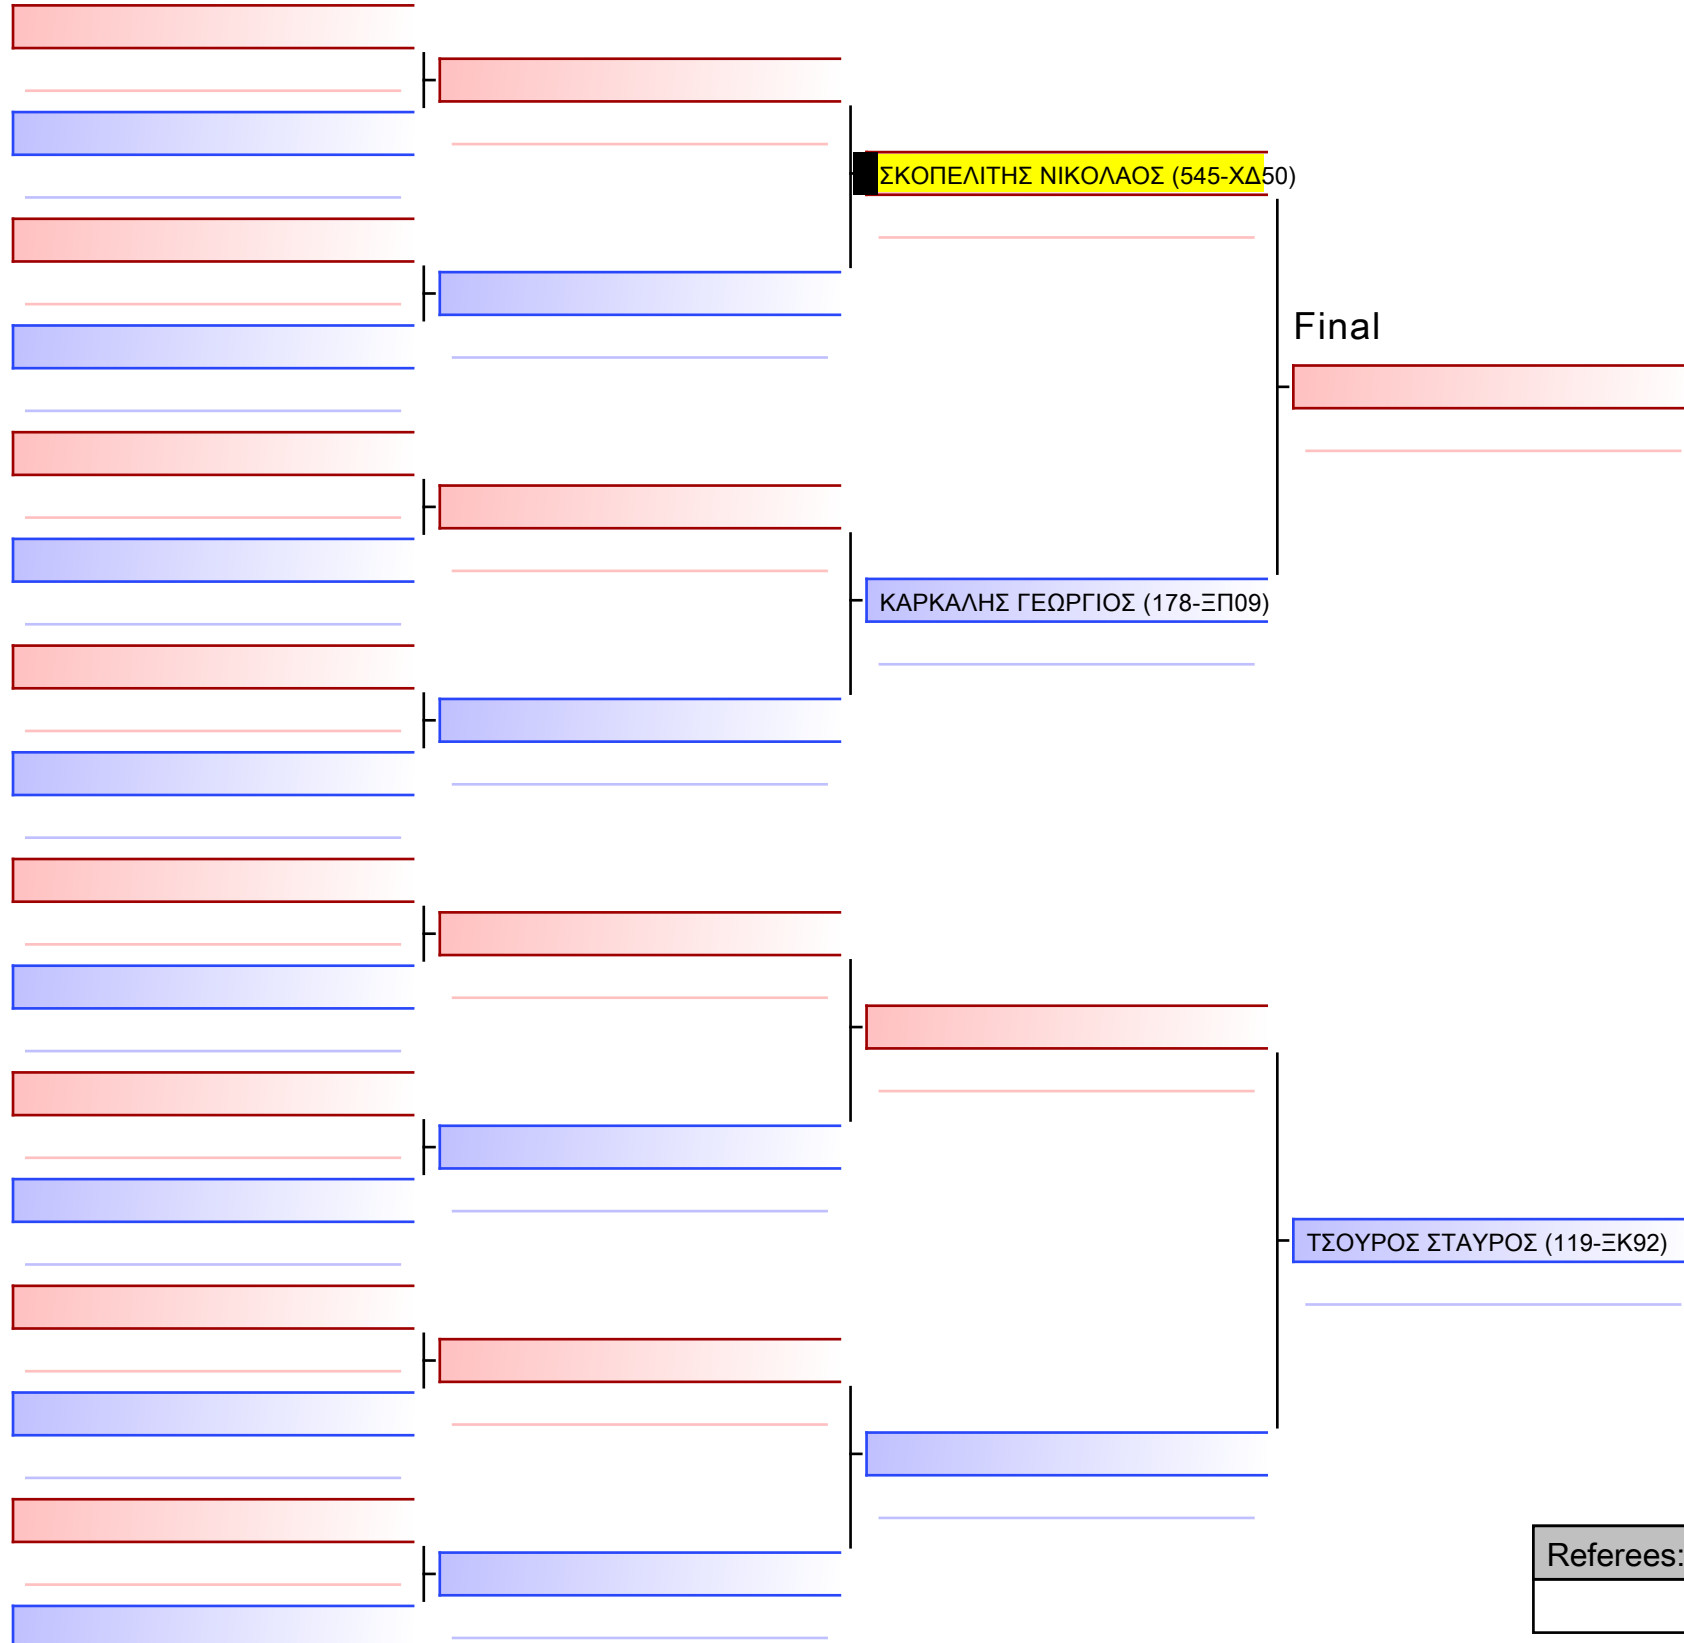 ΣΚΟΠΕΛΙΤΗΣ ΝΙΚΟΛΑΟΣ (545-ΧΔ50)
Final
ΚΑΡΚΑΛΗΣ ΓΕΩΡΓΙΟΣ (178-ΞΠ09)
ΤΣΟΥΡΟΣ ΣΤΑΥΡΟΣ (119-ΞΚ92)
Referees: